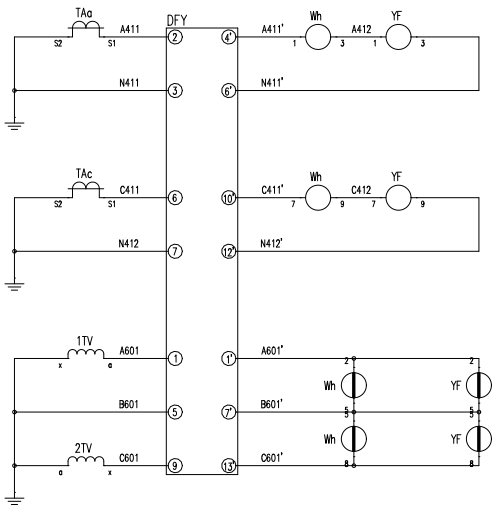 TAa A411 DFY A411' Wh A412 YF
S2 S1 2 4' 1 3 1 3
N411 3 6' N411'
TAc C411 C411' Wh C412 YF
S2 S1 6 10' 7 9 7 9
N412 7 12' N412'
1TV A601 A601'
x a 1 1' 2 2
Wh YF
B601 5 7' B601' 5 5
5 5
2TV Wh YF
C601 C601'
a x 9 13' 8 8